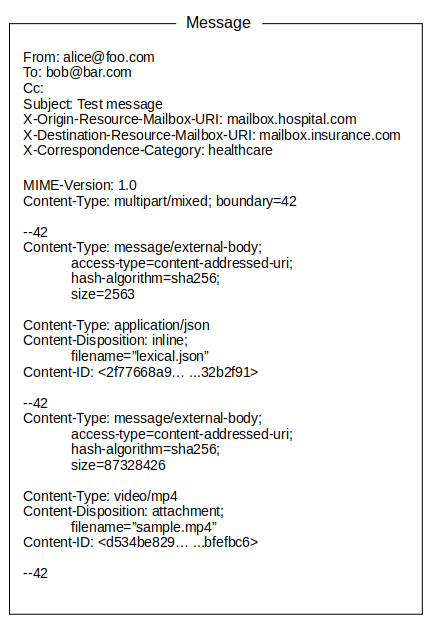 Message
From: alice@foo.com
To: bob@bar.com
Cc:
Subject: Test message
X-Origin-Resource-Mailbox-URI: mailbox.hospital.com
X-Destination-Resource-Mailbox-URI: mailbox.insurance.com
X-Correspondence-Category: healthcare
MIME-Version: 1.0
Content-Type: multipart/mixed; boundary=42
--42
Content-Type: message/external-body;
access-type=content-addressed-uri;
hash-algorithm=sha256;
size=2563
Content-Type: application/json
Content-Disposition: inline;
filename=”lexical.json”
Content-ID: <2f77668a9… ...32b2f91>
--42
Content-Type: message/external-body;
access-type=content-addressed-uri;
hash-algorithm=sha256;
size=87328426
Content-Type: video/mp4
Content-Disposition: attachment;
filename=”sample.mp4”
Content-ID: <d534be829… ...bfefbc6>
--42